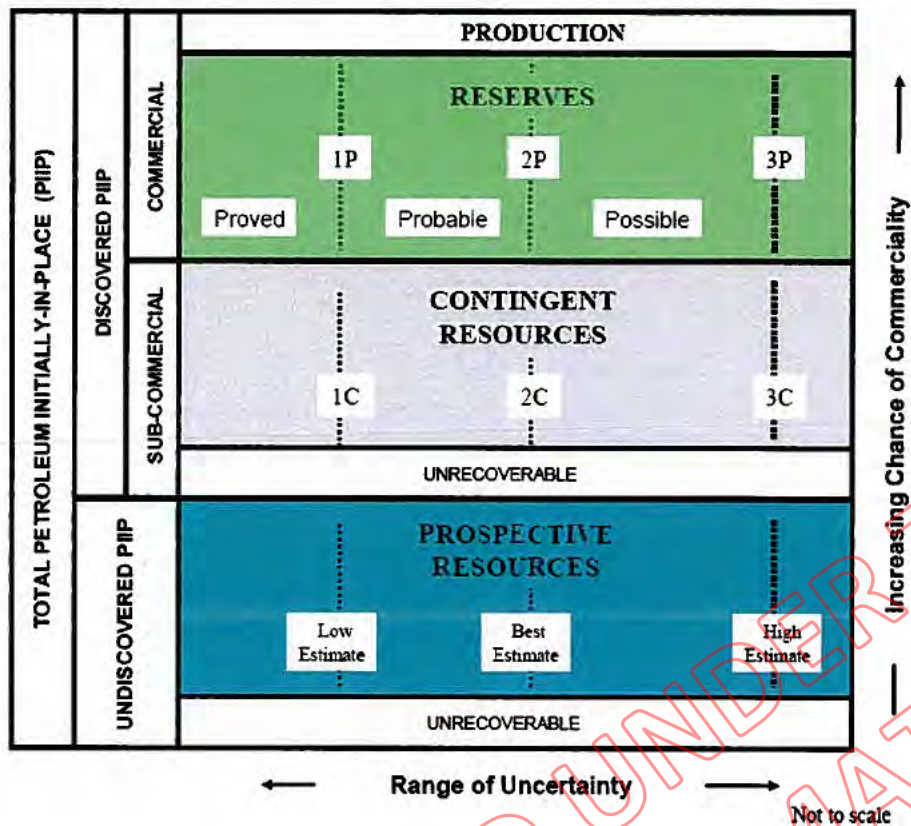 TOTAL PETROLEUM INITIALLY-IN-PLACE (PIIP)
DISCOVERED PIIP
UNDISCOVERED PIIP
COMMERCIAL
SUB-COMMERCIAL
PRODUCTION
RESERVES
1P
2P
3P
Proved
Probable
Possible
CONTINGENT
RESOURCES
1C
2C
3C
UNRECOVERABLE
PROSPECTIVE
RESOURCES
Low
Estimate
Best
Estimate
High
Estimate
UNRECOVERABLE
Increasing Chance of Commerciality
Range of Uncertainty
Not to scale
UNDER